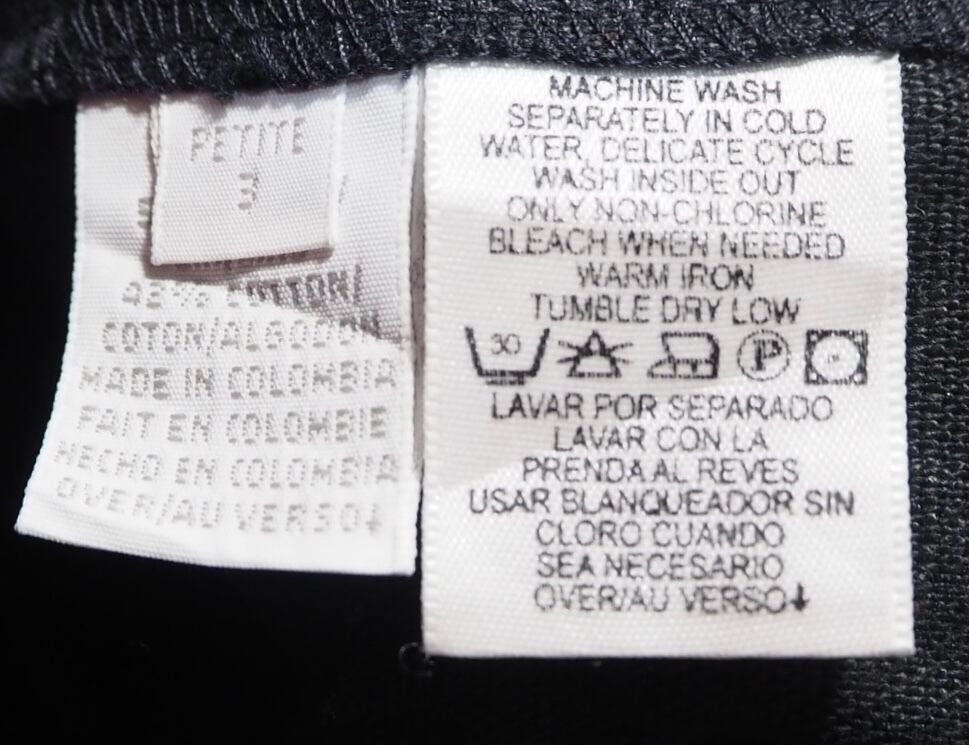 PETITE
COTTON/
COTON/ALGODON
MADE IN COLOMBIA
FAIT EN COLOMBIE
HECHO EN COLOMBIA
OVER/AU VERSO↓
MACHINE WASH
SEPARATELY IN COLD
WATER, DELICATE CYCLE
WASH INSIDE OUT
ONLY NON-CHLORINE
BLEACH WHEN NEEDED
WARM IRON
TUMBLE DRY LOW
30 P
LAVAR POR SEPARADO
LAVAR CON LA
PRENDA AL REVES
USAR BLANQUEADOR SIN
CLORO CUANDO
SEA NECESARIO
OVER/AU VERSO↓